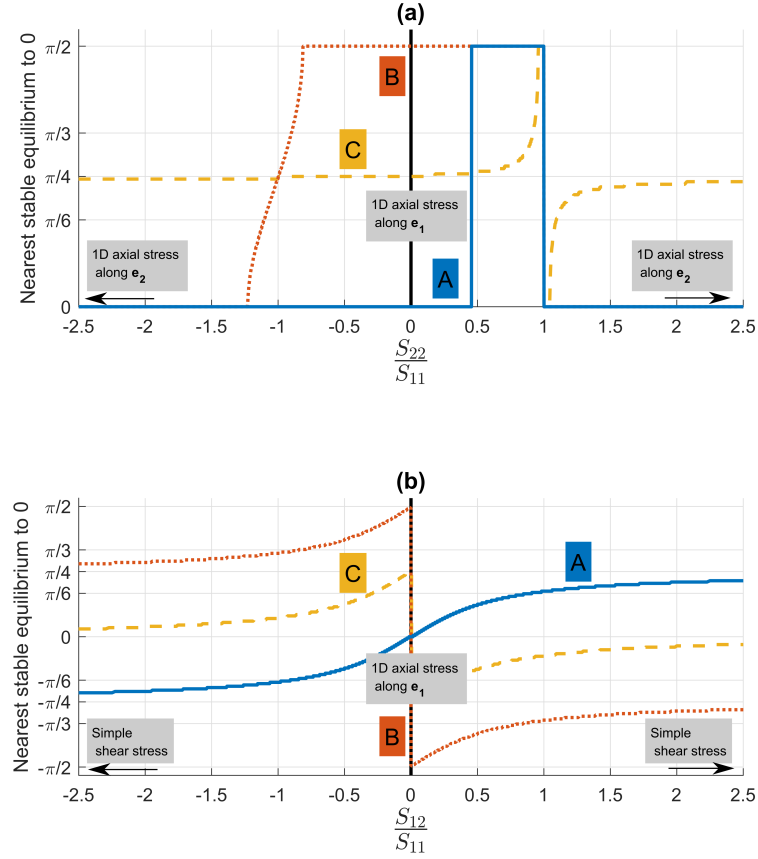 (a)
Nearest stable equilibrium to 0
π/2
π/3
π/4
π/6
0
B
C
A
1D axial stress
along e2
1D axial stress
along e1
1D axial stress
along e2
-2.5 -2 -1.5 -1 -0.5 0 0.5 1 1.5 2 2.5
S22
S11
(b)
Nearest stable equilibrium to 0
π/2
π/3
π/4
π/6
0
-π/6
-π/4
-π/3
-π/2
A
C
B
1D axial stress
along e1
Simple
shear stress
Simple
shear stress
-2.5 -2 -1.5 -1 -0.5 0 0.5 1 1.5 2 2.5
S12
S11